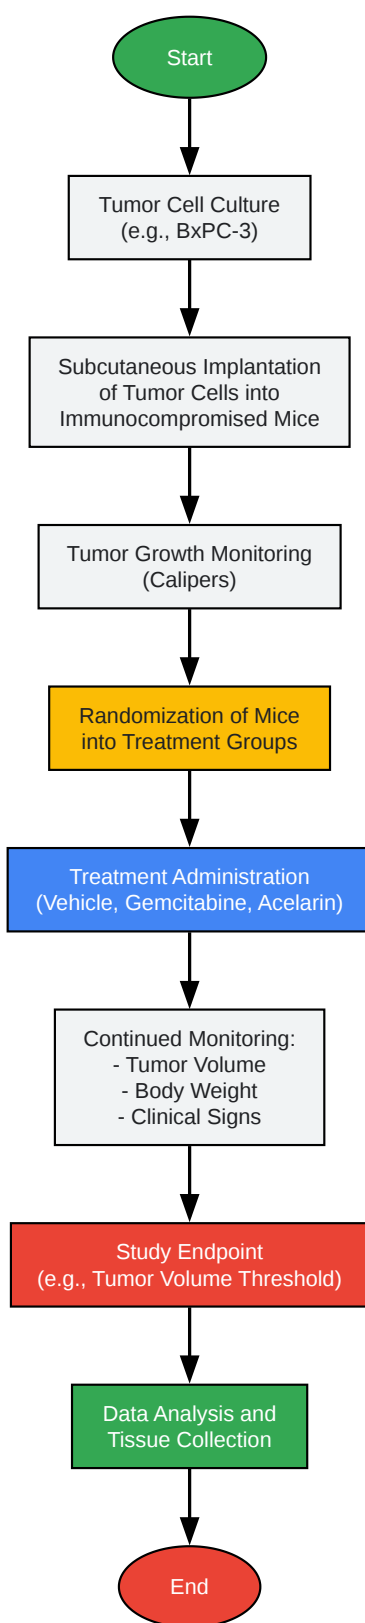 Start
Tumor Cell Culture
(e.g., BxPC-3)
Subcutaneous Implantation
of Tumor Cells into
Immunocompromised Mice
Tumor Growth Monitoring
(Calipers)
Randomization of Mice
into Treatment Groups
Treatment Administration
(Vehicle, Gemcitabine, Acelarin)
Continued Monitoring:
- Tumor Volume
- Body Weight
- Clinical Signs
Study Endpoint
(e.g., Tumor Volume Threshold)
Data Analysis and
Tissue Collection
End